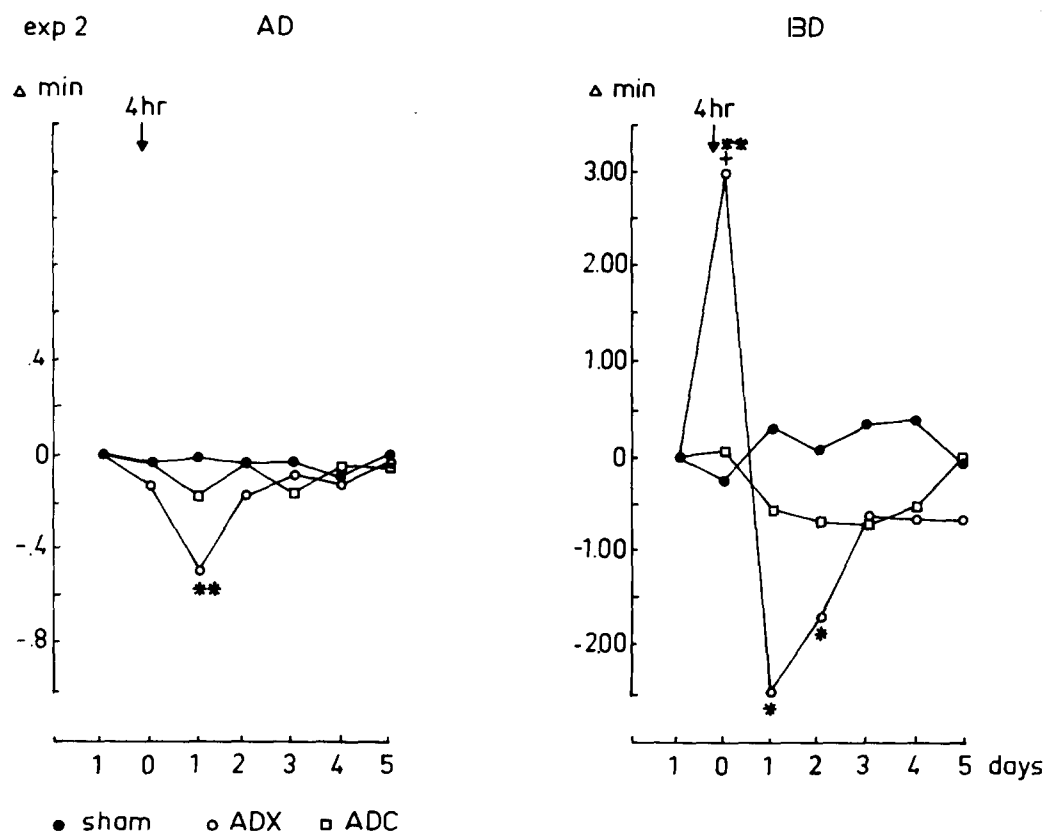 exp 2 AD BD
Δ min Δ min
4hr 4hr
↓ ↓
**
+
3.00
2.00
.4 1.00
0 0
-.4 -1.00
**
-.8 -2.00
*
*
1 0 1 2 3 4 5 1 0 1 2 3 4 5 days
● sham ○ ADX □ ADC